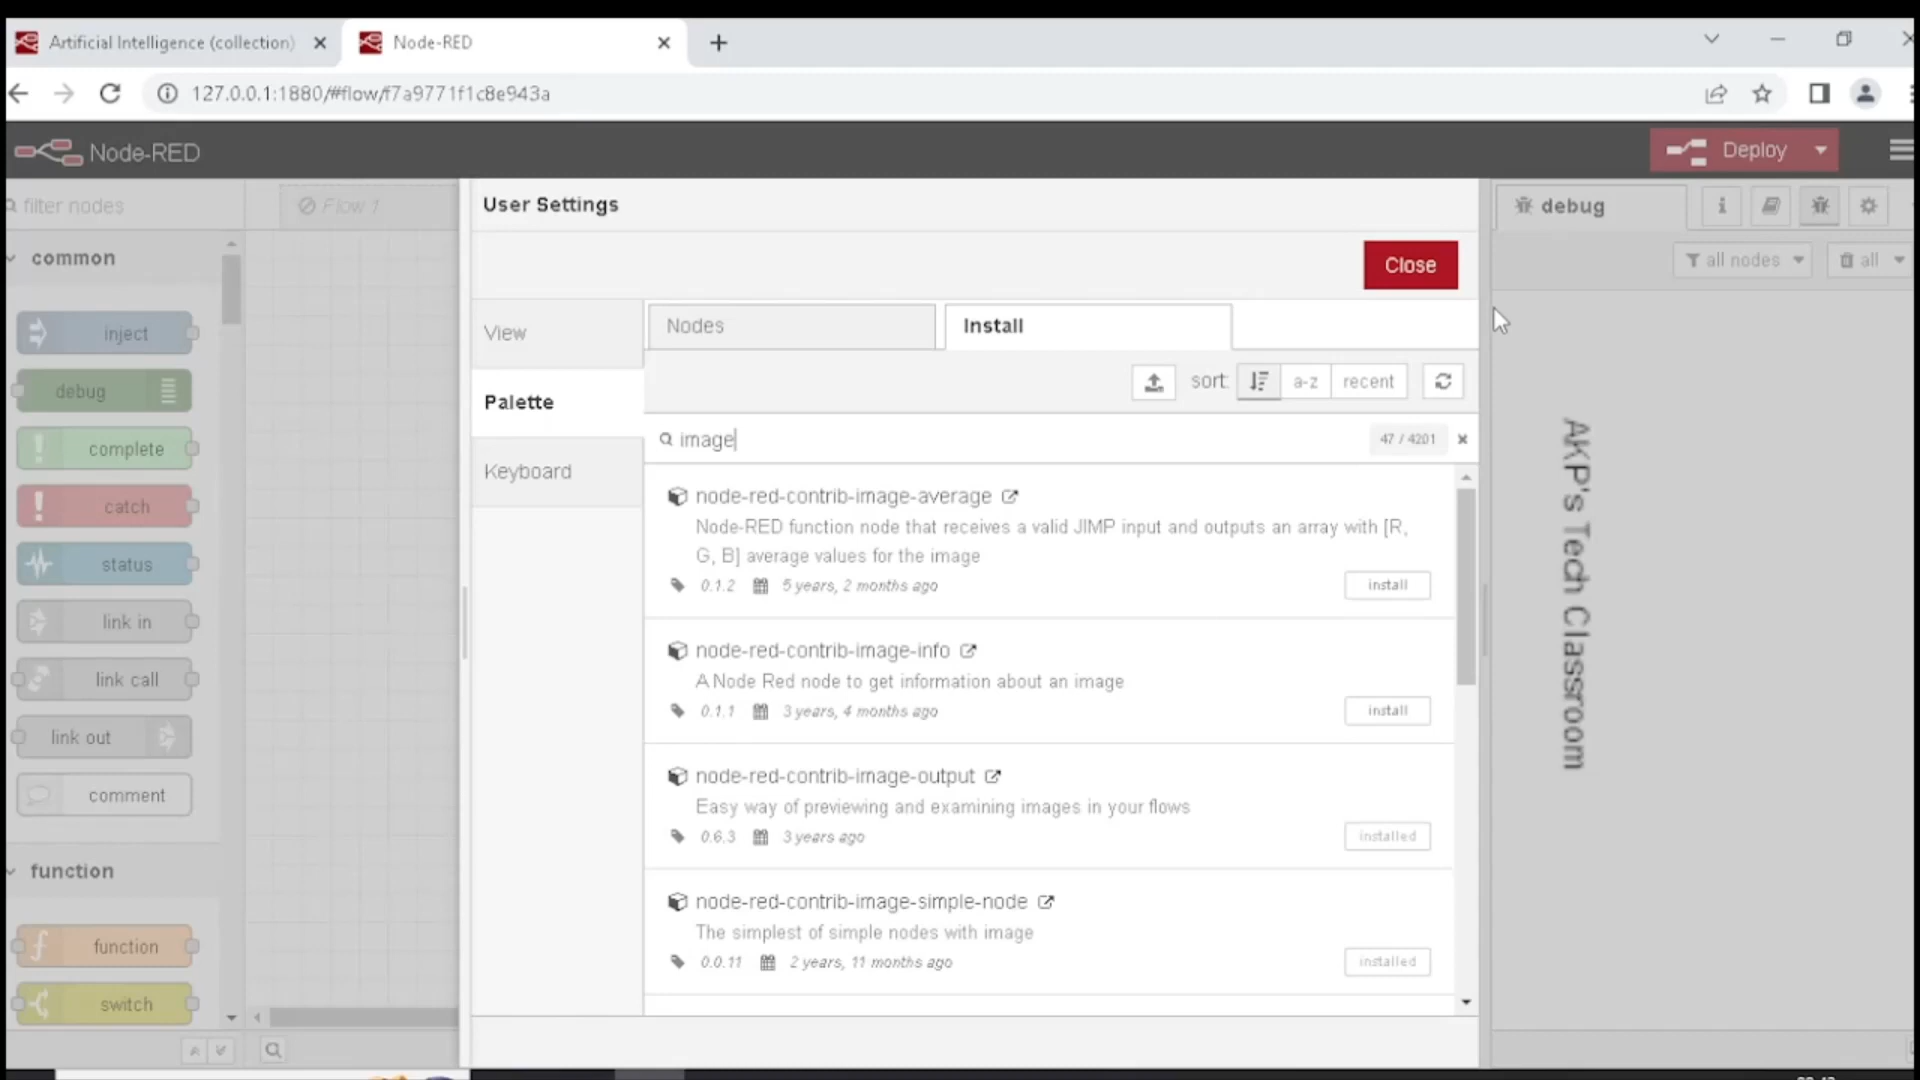 Artificial Intelligence (collection)
Node-RED
127.0.0.1:1880/#flow/f7a9771f1c8e943a
Node-RED
Deploy
filter nodes
Flow 1
User Settings
debug
all nodes
all
common
Close
inject
debug
complete
catch
status
link in
link call
link out
comment
function
function
switch
View
Palette
Keyboard
Nodes
Install
sort:
a-z
recent
image
47 / 4201
node-red-contrib-image-average
Node-RED function node that receives a valid JIMP input and outputs an array with [R,
G, B] average values for the image
0.1.2 5 years, 2 months ago
install
node-red-contrib-image-info
A Node Red node to get information about an image
0.1.1 3 years, 4 months ago
install
node-red-contrib-image-output
Easy way of previewing and examining images in your flows
0.6.3 3 years ago
installed
node-red-contrib-image-simple-node
The simplest of simple nodes with image
0.0.11 2 years, 11 months ago
installed
AKP's Tech Classroom